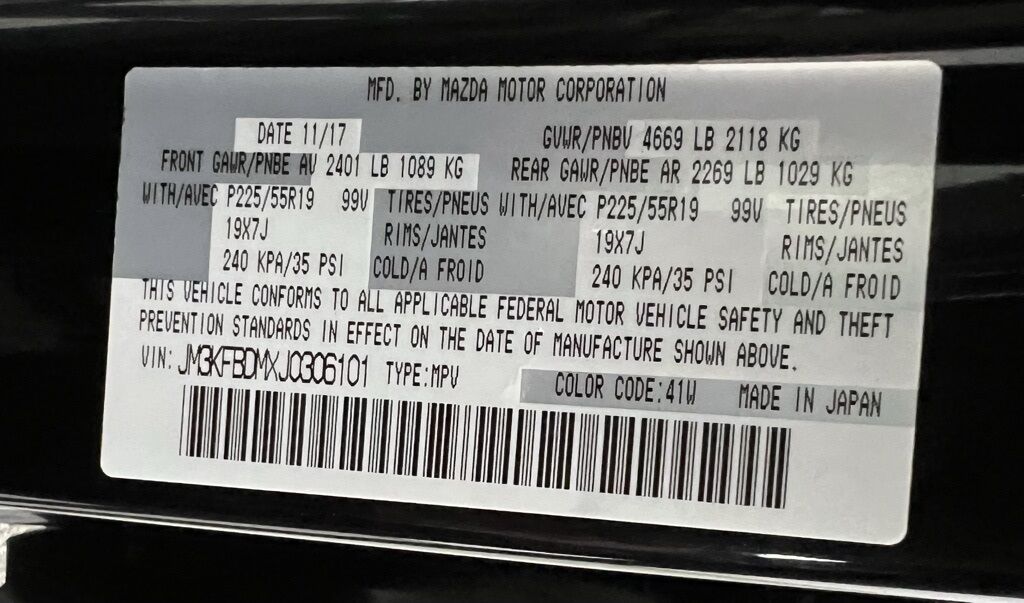 MFD. BY MAZDA MOTOR CORPORATION
DATE 11/17 GVWR/PNBV 4669 LB 2118 KG
FRONT GAWR/PNBE AV 2401 LB 1089 KG REAR GAWR/PNBE AR 2269 LB 1029 KG
WITH/AVEC P225/55R19 99V TIRES/PNEUS WITH/AVEC P225/55R19 99V TIRES/PNEUS
19X7J RIMS/JANTES 19X7J RIMS/JANTES
240 KPA/35 PSI COLD/A FROID 240 KPA/35 PSI COLD/A FROID
THIS VEHICLE CONFORMS TO ALL APPLICABLE FEDERAL MOTOR VEHICLE SAFETY AND THEFT
PREVENTION STANDARDS IN EFFECT ON THE DATE OF MANUFACTURE SHOWN ABOVE.
VIN: JM3KFBDMXJ0306101 TYPE:MPV COLOR CODE:41W MADE IN JAPAN